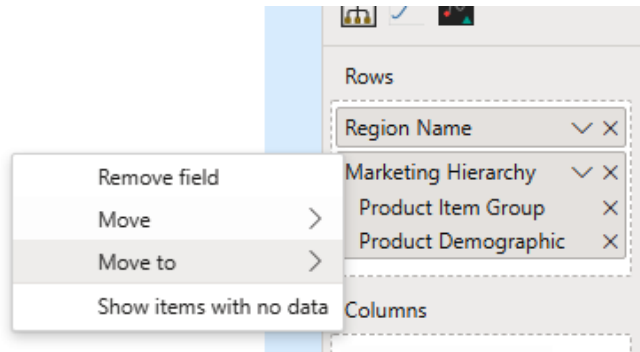 Rows
Region Name
Marketing Hierarchy
Product Item Group
Product Demographic
Columns
Remove field
Move
Move to
Show items with no data